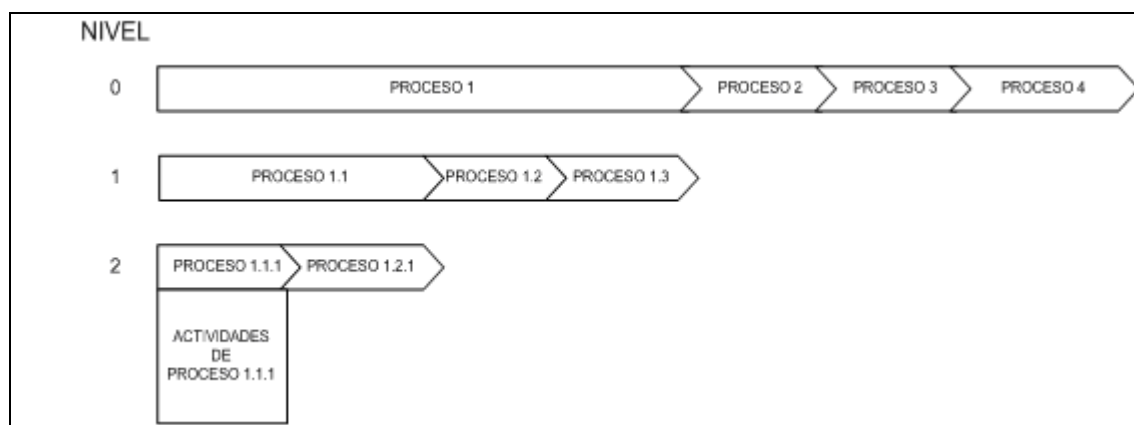 NIVEL
0 PROCESO 1 PROCESO 2 PROCESO 3 PROCESO 4
1 PROCESO 1.1 PROCESO 1.2 PROCESO 1.3
2 PROCESO 1.1.1 PROCESO 1.2.1
ACTIVIDADES
DE
PROCESO 1.1.1